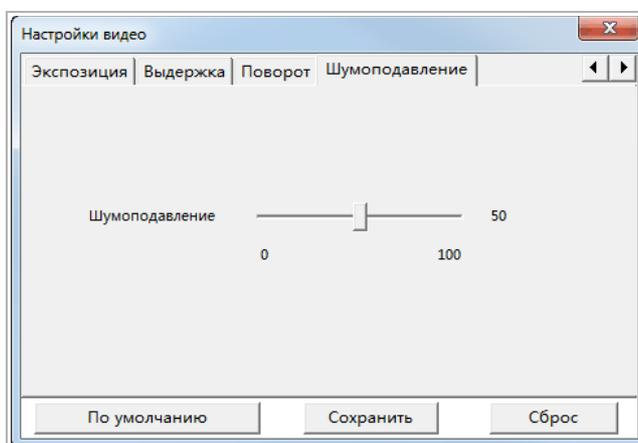 Настройки видео
Экспозиция Выдержка Поворот Шумоподавление
Шумоподавление 50
0 100
По умолчанию Сохранить Сброс